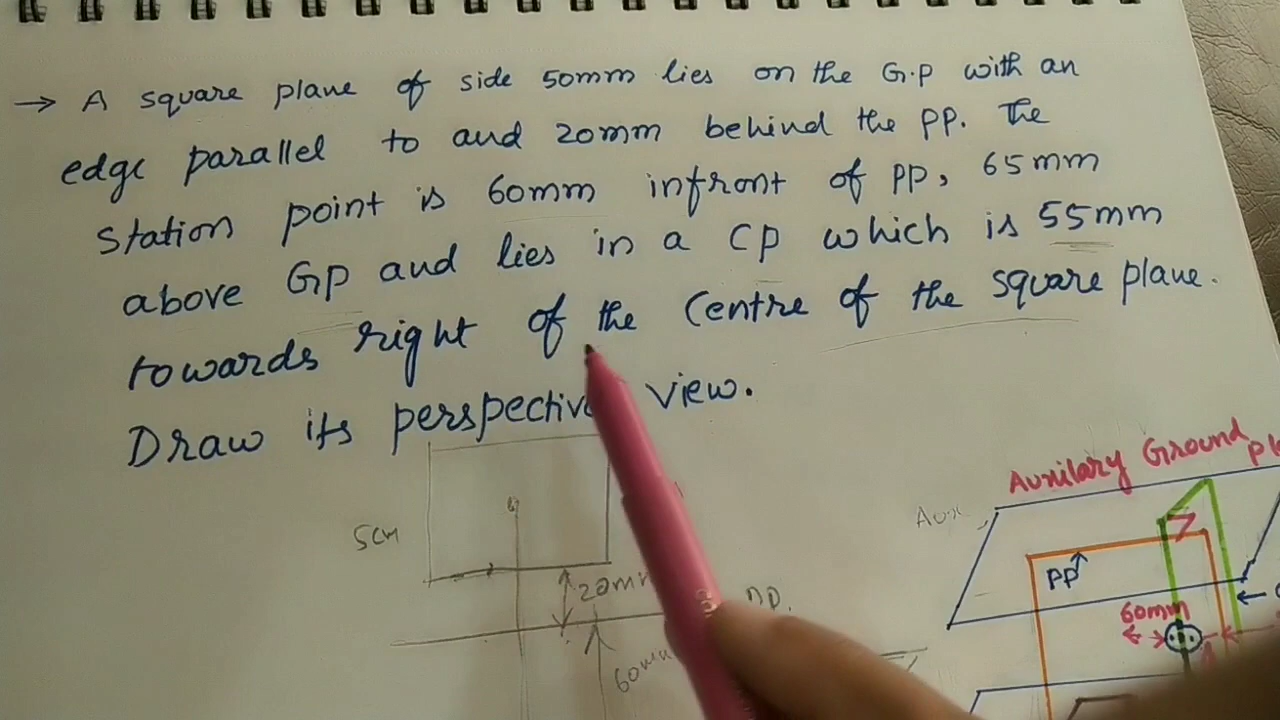 → A square plane of side 50mm lies on the G.P with an
edge parallel to and 20mm behind the PP. The
Station point is 60mm infront of PP, 65mm
above GP and lies in a CP which is 55mm
towards right of the Centre of the square plane.
Draw its perspective view.
Auxilary Ground
Aux
5cm
20mm
PP
60mm
60mm